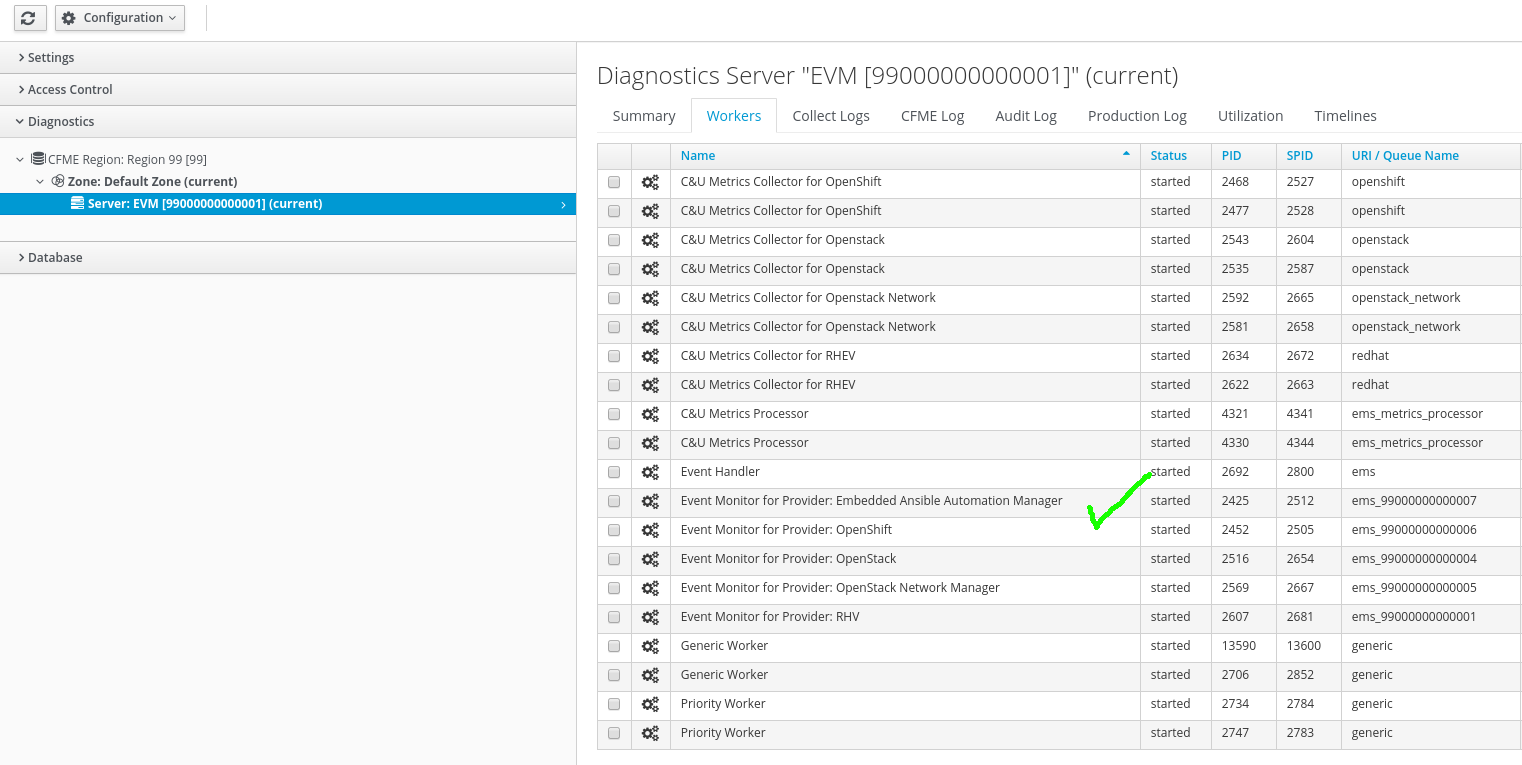 Configuration
Settings
Access Control
Diagnostics
CFME Region: Region 99 [99]
Zone: Default Zone (current)
Server: EVM [99000000000001] (current)
Database
Diagnostics Server "EVM [99000000000001]" (current)
Summary Workers Collect Logs CFME Log Audit Log Production Log Utilization Timelines
Name Status PID SPID URI / Queue Name
C&U Metrics Collector for OpenShift started 2468 2527 openshift
C&U Metrics Collector for OpenShift started 2477 2528 openshift
C&U Metrics Collector for Openstack started 2543 2604 openstack
C&U Metrics Collector for Openstack started 2535 2587 openstack
C&U Metrics Collector for Openstack Network started 2592 2665 openstack_network
C&U Metrics Collector for Openstack Network started 2581 2658 openstack_network
C&U Metrics Collector for RHEV started 2634 2672 redhat
C&U Metrics Collector for RHEV started 2622 2663 redhat
C&U Metrics Processor started 4321 4341 ems_metrics_processor
C&U Metrics Processor started 4330 4344 ems_metrics_processor
Event Handler started 2692 2800 ems
Event Monitor for Provider: Embedded Ansible Automation Manager started 2425 2512 ems_99000000000007
Event Monitor for Provider: OpenShift started 2452 2505 ems_99000000000006
Event Monitor for Provider: OpenStack started 2516 2654 ems_99000000000004
Event Monitor for Provider: OpenStack Network Manager started 2569 2667 ems_99000000000005
Event Monitor for Provider: RHV started 2607 2681 ems_99000000000001
Generic Worker started 13590 13600 generic
Generic Worker started 2706 2852 generic
Priority Worker started 2734 2784 generic
Priority Worker started 2747 2783 generic